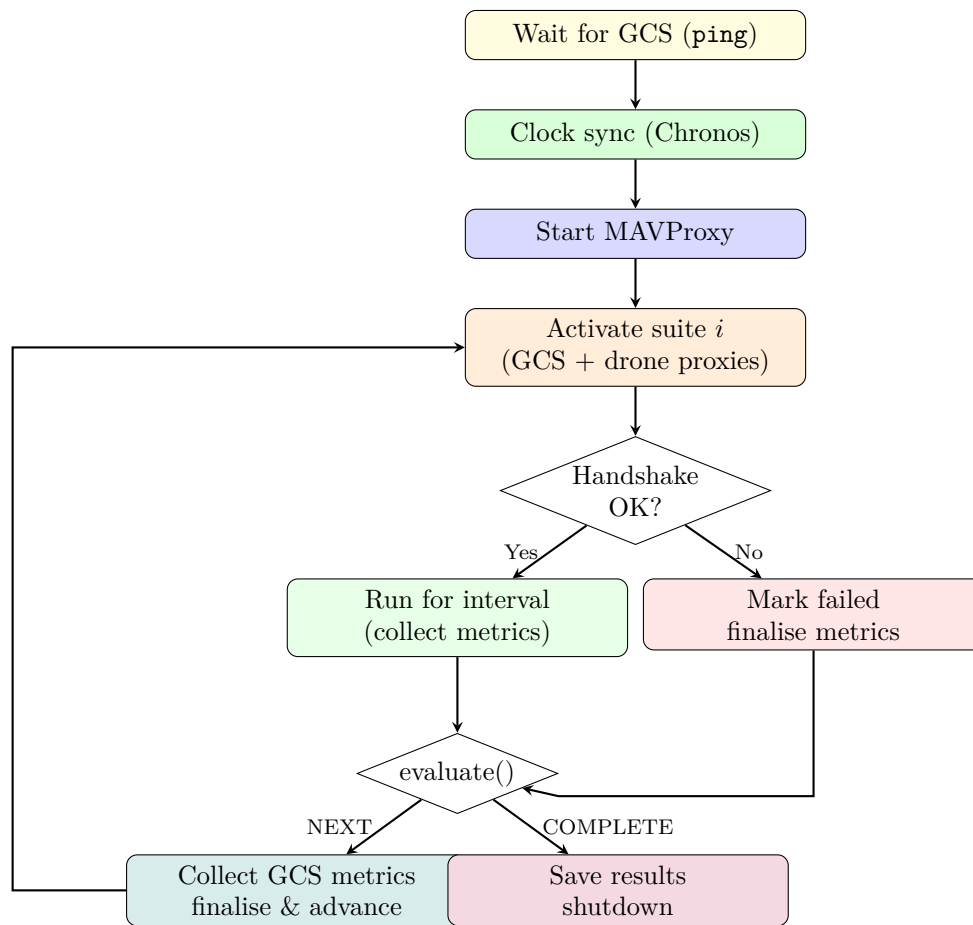 Wait for GCS (ping)
Clock sync (Chronos)
Start MAVProxy
Activate suite i
(GCS + drone proxies)
Handshake
OK?
Yes
No
Run for interval
(collect metrics)
Mark failed
finalise metrics
evaluate()
NEXT
COMPLETE
Collect GCS metrics
finalise & advance
Save results
shutdown